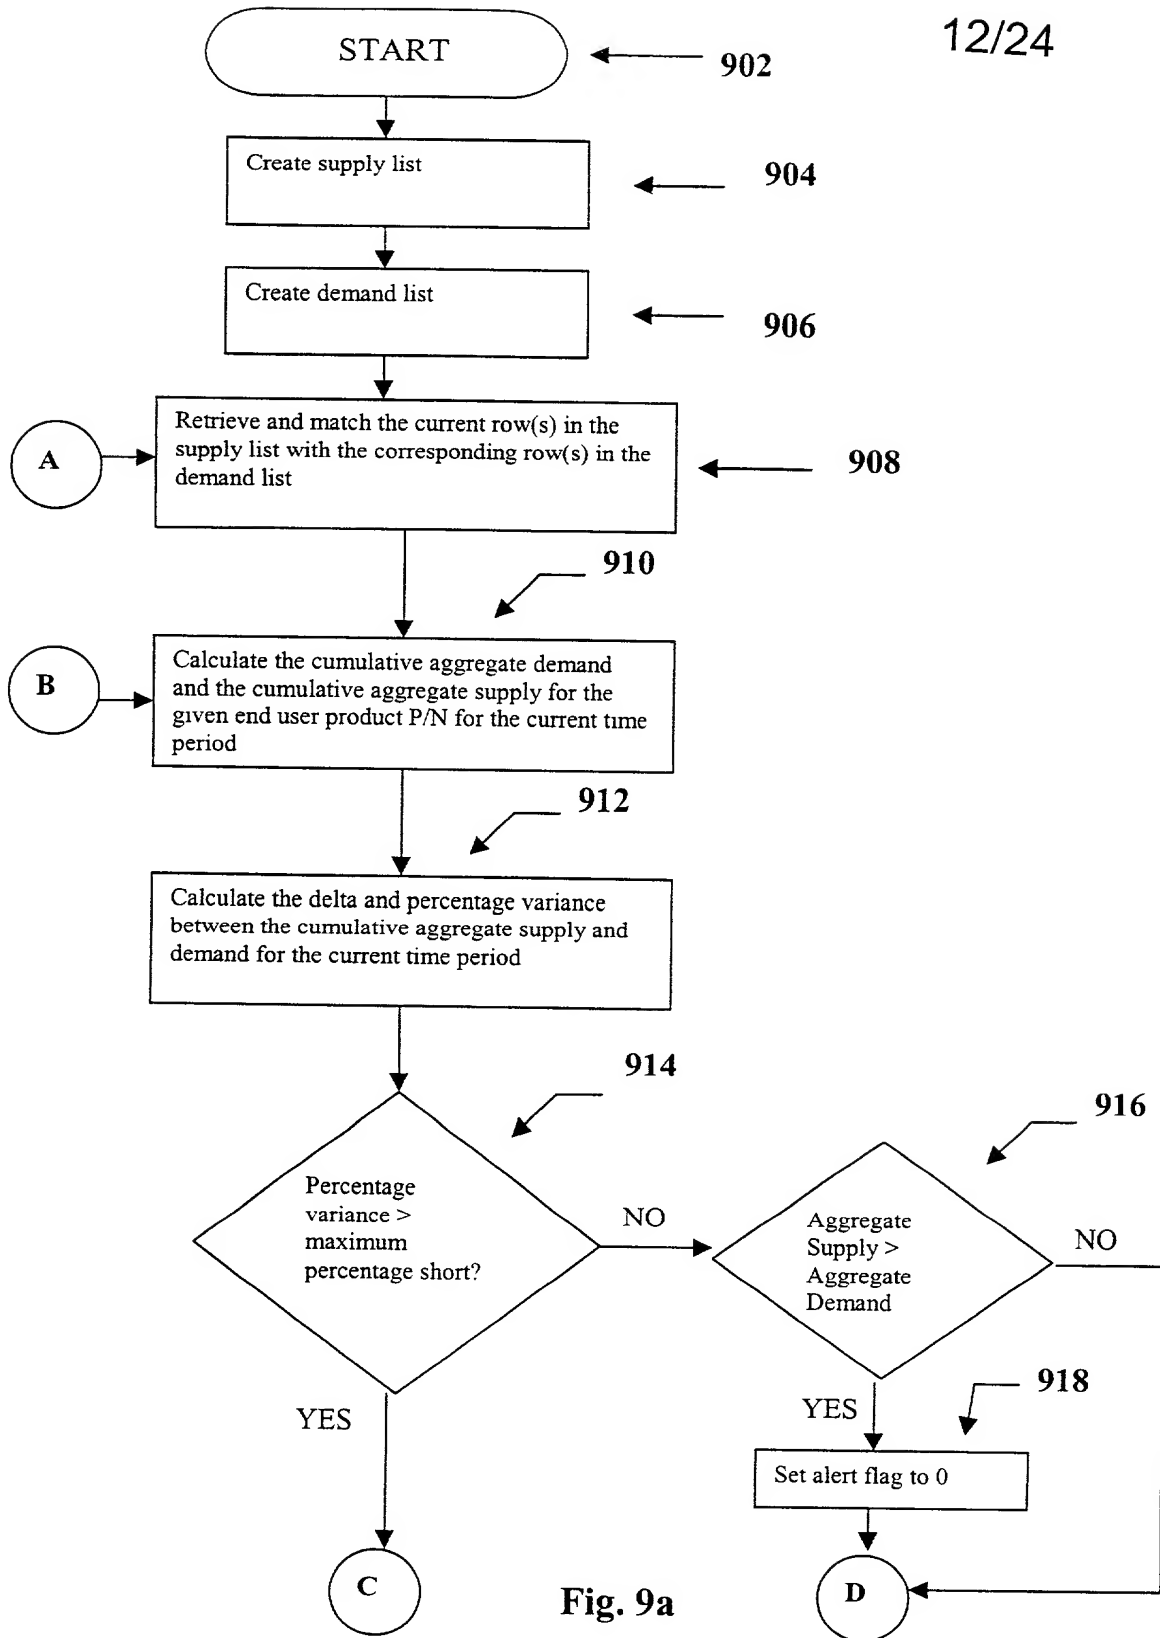 12/24
START
902
Create supply list
904
Create demand list
906
Retrieve and match the current row(s) in the
supply list with the corresponding row(s) in the
demand list
A
908
910
Calculate the cumulative aggregate demand
and the cumulative aggregate supply for the
given end user product P/N for the current time
period
B
912
Calculate the delta and percentage variance
between the cumulative aggregate supply and
demand for the current time period
914
916
Percentage
variance >
maximum
percentage short?
NO
Aggregate
Supply >
Aggregate
Demand
NO
YES
YES
918
Set alert flag to 0
C
D
Fig. 9a